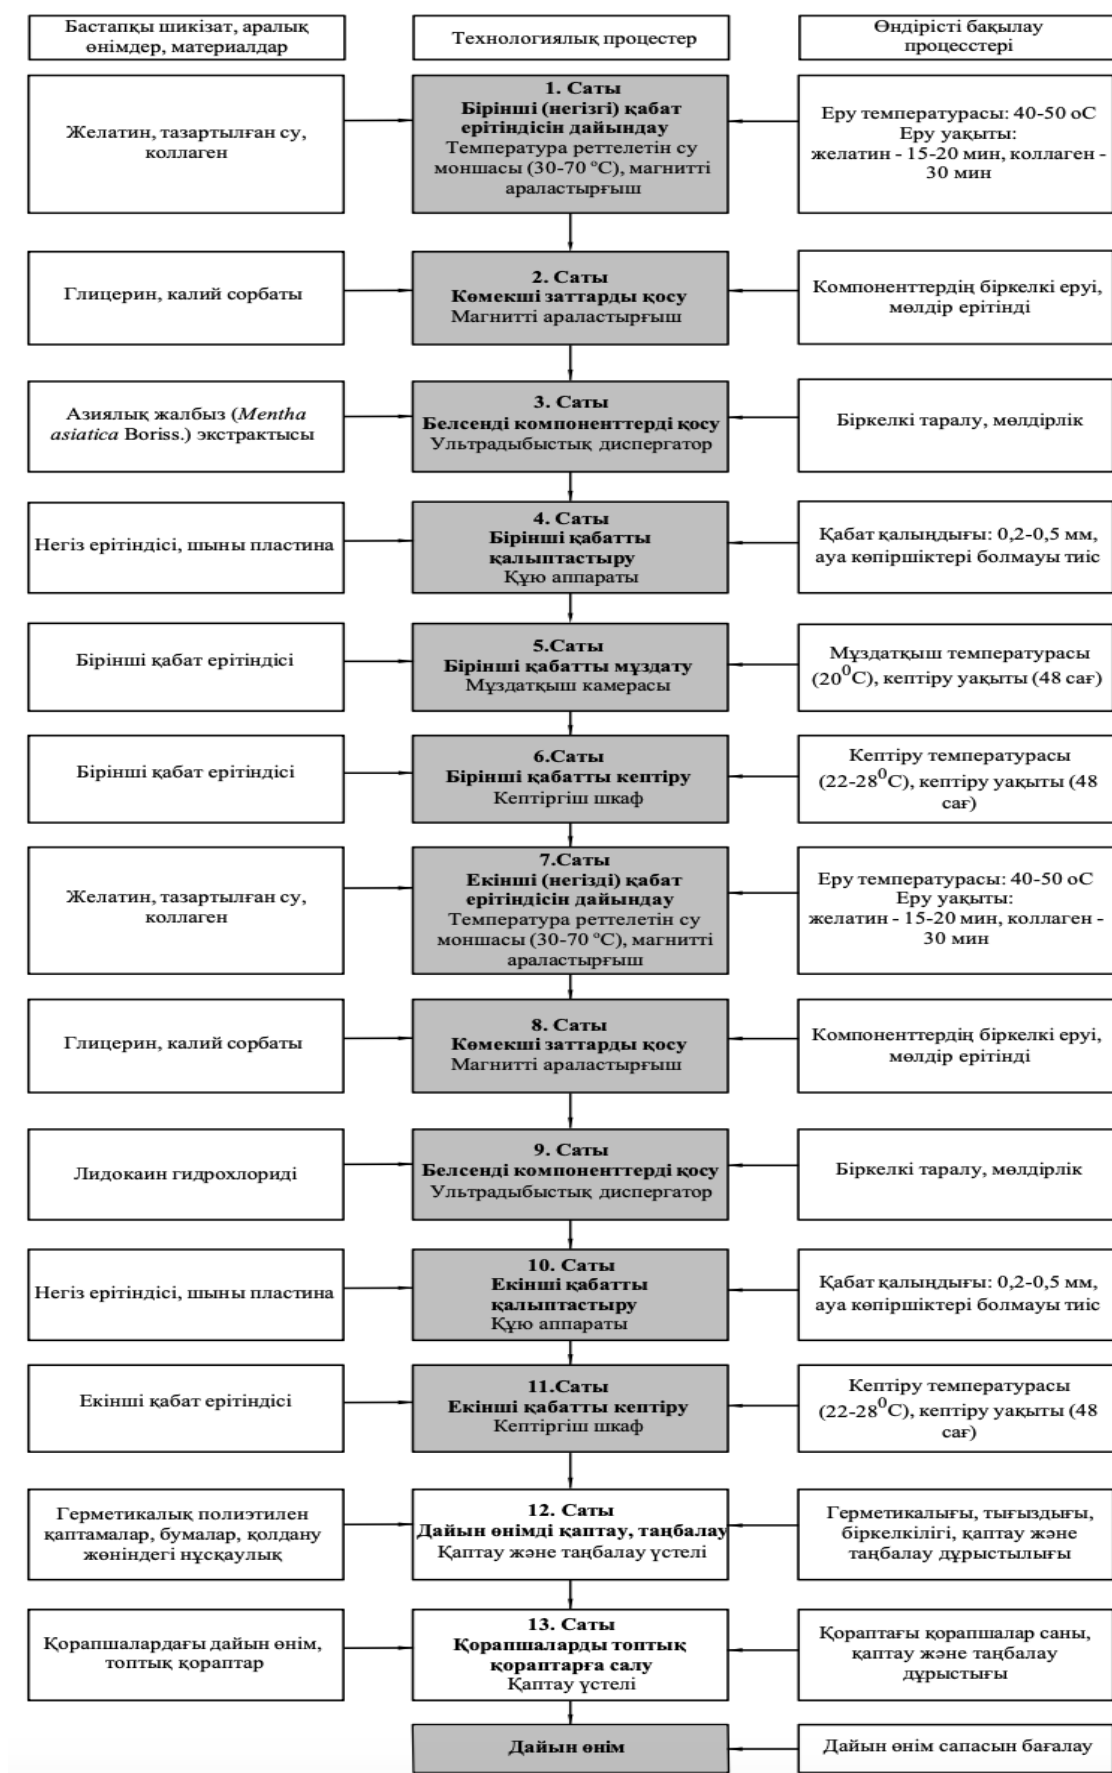 Бастапқы шикізат, аралық
өнімдер, материалдар
Технологиялық процестер
Өндірісті бақылау
процесстері
Желатин, тазартылған су,
коллаген
1. Саты
Бірінші (негізгі) қабат
ерітіндісін дайындау
Температура реттелетін су
моншасы (30-70 °С), магнитті
араластырғыш
Еру температурасы: 40-50 оС
Еру уақыты:
желатин - 15-20 мин, коллаген -
30 мин
Глицерин, калий сорбаты
2. Саты
Көмекші заттарды қосу
Магнитті араластырғыш
Компоненттердің біркелкі еруі,
мөлдір ерітінді
Азиялық жалбыз (Mentha
asiatica Boriss.) экстрактысы
3. Саты
Белсенді компоненттерді қосу
Ультрадыбыстық диспергатор
Біркелкі таралу, мөлдірлік
Негіз ерітіндісі, шыны пластина
4. Саты
Бірінші қабатты
қалыптастыру
Құю аппараты
Қабат қалыңдығы: 0,2-0,5 мм,
ауа көпіршіктері болмауы тиіс
Бірінші қабат ерітіндісі
5.Саты
Бірінші қабатты мұздату
Мұздатқыш камерасы
Мұздатқыш температурасы
(20⁰С), кептіру уақыты (48 сағ)
Бірінші қабат ерітіндісі
6.Саты
Бірінші қабатты кептіру
Кептіргіш шкаф
Кептіру температурасы
(22-28⁰С), кептіру уақыты (48
сағ)
Желатин, тазартылған су,
коллаген
7.Саты
Екінші (негізді) қабат
ерітіндісін дайындау
Температура реттелетін су
моншасы (30-70 °С), магнитті
араластырғыш
Еру температурасы: 40-50 оС
Еру уақыты:
желатин - 15-20 мин, коллаген -
30 мин
Глицерин, калий сорбаты
8. Саты
Көмекші заттарды қосу
Магнитті араластырғыш
Компоненттердің біркелкі еруі,
мөлдір ерітінді
Лидокаин гидрохлориді
9. Саты
Белсенді компоненттерді қосу
Ультрадыбыстық диспергатор
Біркелкі таралу, мөлдірлік
Негіз ерітіндісі, шыны пластина
10. Саты
Екінші қабатты
қалыптастыру
Құю аппараты
Қабат қалыңдығы: 0,2-0,5 мм,
ауа көпіршіктері болмауы тиіс
Екінші қабат ерітіндісі
11.Саты
Екінші қабатты кептіру
Кептіргіш шкаф
Кептіру температурасы
(22-28⁰С), кептіру уақыты (48
сағ)
Герметикалық полиэтилен
қаптамалар, бумалар, қолдану
жөніндегі нұсқаулық
12. Саты
Дайын өнімді қаптау, таңбалау
Қаптау және таңбалау үстелі
Герметикалығы, тығыздығы,
біркелкілігі, қаптау және
таңбалау дұрыстылығы
Қорапшалардағы дайын өнім,
топтық қораптар
13. Саты
Қорапшаларды топтық
қораптарға салу
Қаптау үстелі
Қораптағы қорапшалар саны,
қаптау және таңбалау
дұрыстығы
Дайын өнім
Дайын өнім сапасын бағалау